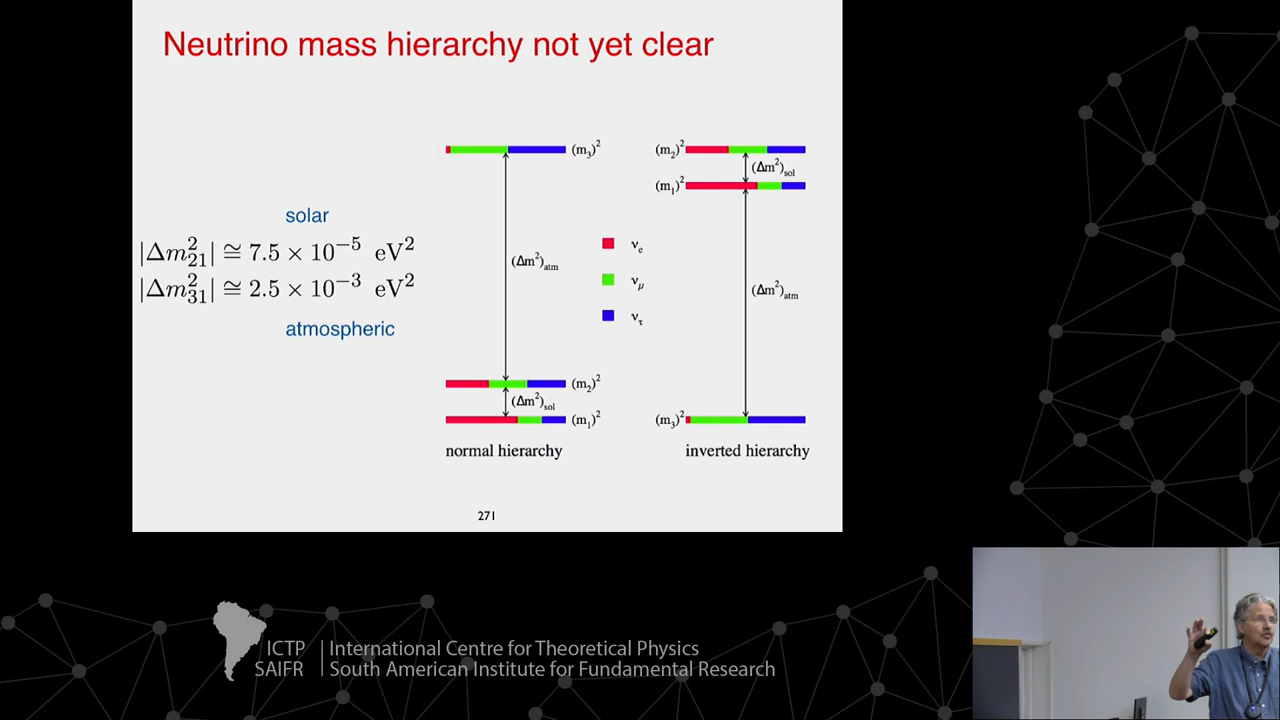 Neutrino mass hierarchy not yet clear
solar
|Δm²₂₁| ≅ 7.5 × 10⁻⁵ eV²
|Δm²₃₁| ≅ 2.5 × 10⁻³ eV²
atmospheric
(m₃)²
(Δm²)atm
(m₂)²
(Δm²)sol
(m₁)²
normal hierarchy
νe
νμ
ντ
(m₂)²
(Δm²)sol
(m₁)²
(Δm²)atm
(m₃)²
inverted hierarchy
271
ICTP
SAIFR
International Centre for Theoretical Physics
South American Institute for Fundamental Research